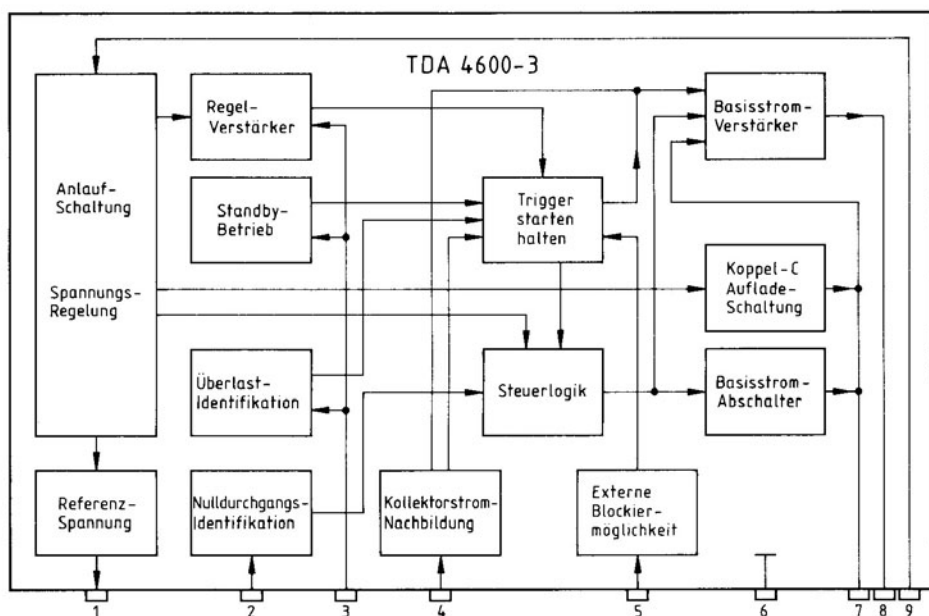 TDA 4600-3
Anlauf-
Schaltung
Spannungs-
Regelung
Regel-
Verstärker
Standby-
Betrieb
Überlast-
Identifikation
Referenz-
Spannung
Nulldurchgangs-
Identifikation
Kollektorstrom-
Nachbildung
Trigger
starten
halten
Steuerlogik
Externe
Blockier-
möglichkeit
Basisstrom-
Verstärker
Koppel-C
Auflade-
Schaltung
Basisstrom-
Abschalter
1 2 3 4 5 6 7 8 9